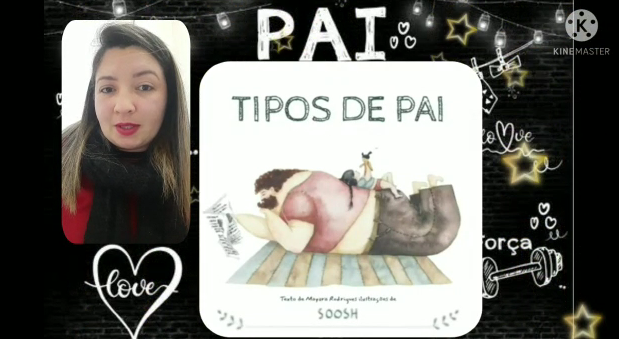 PAI
KINEMASTER
TIPOS DE PAI
love
força
Texto de Mayara Rodrigues ilustrações de
SOOSH